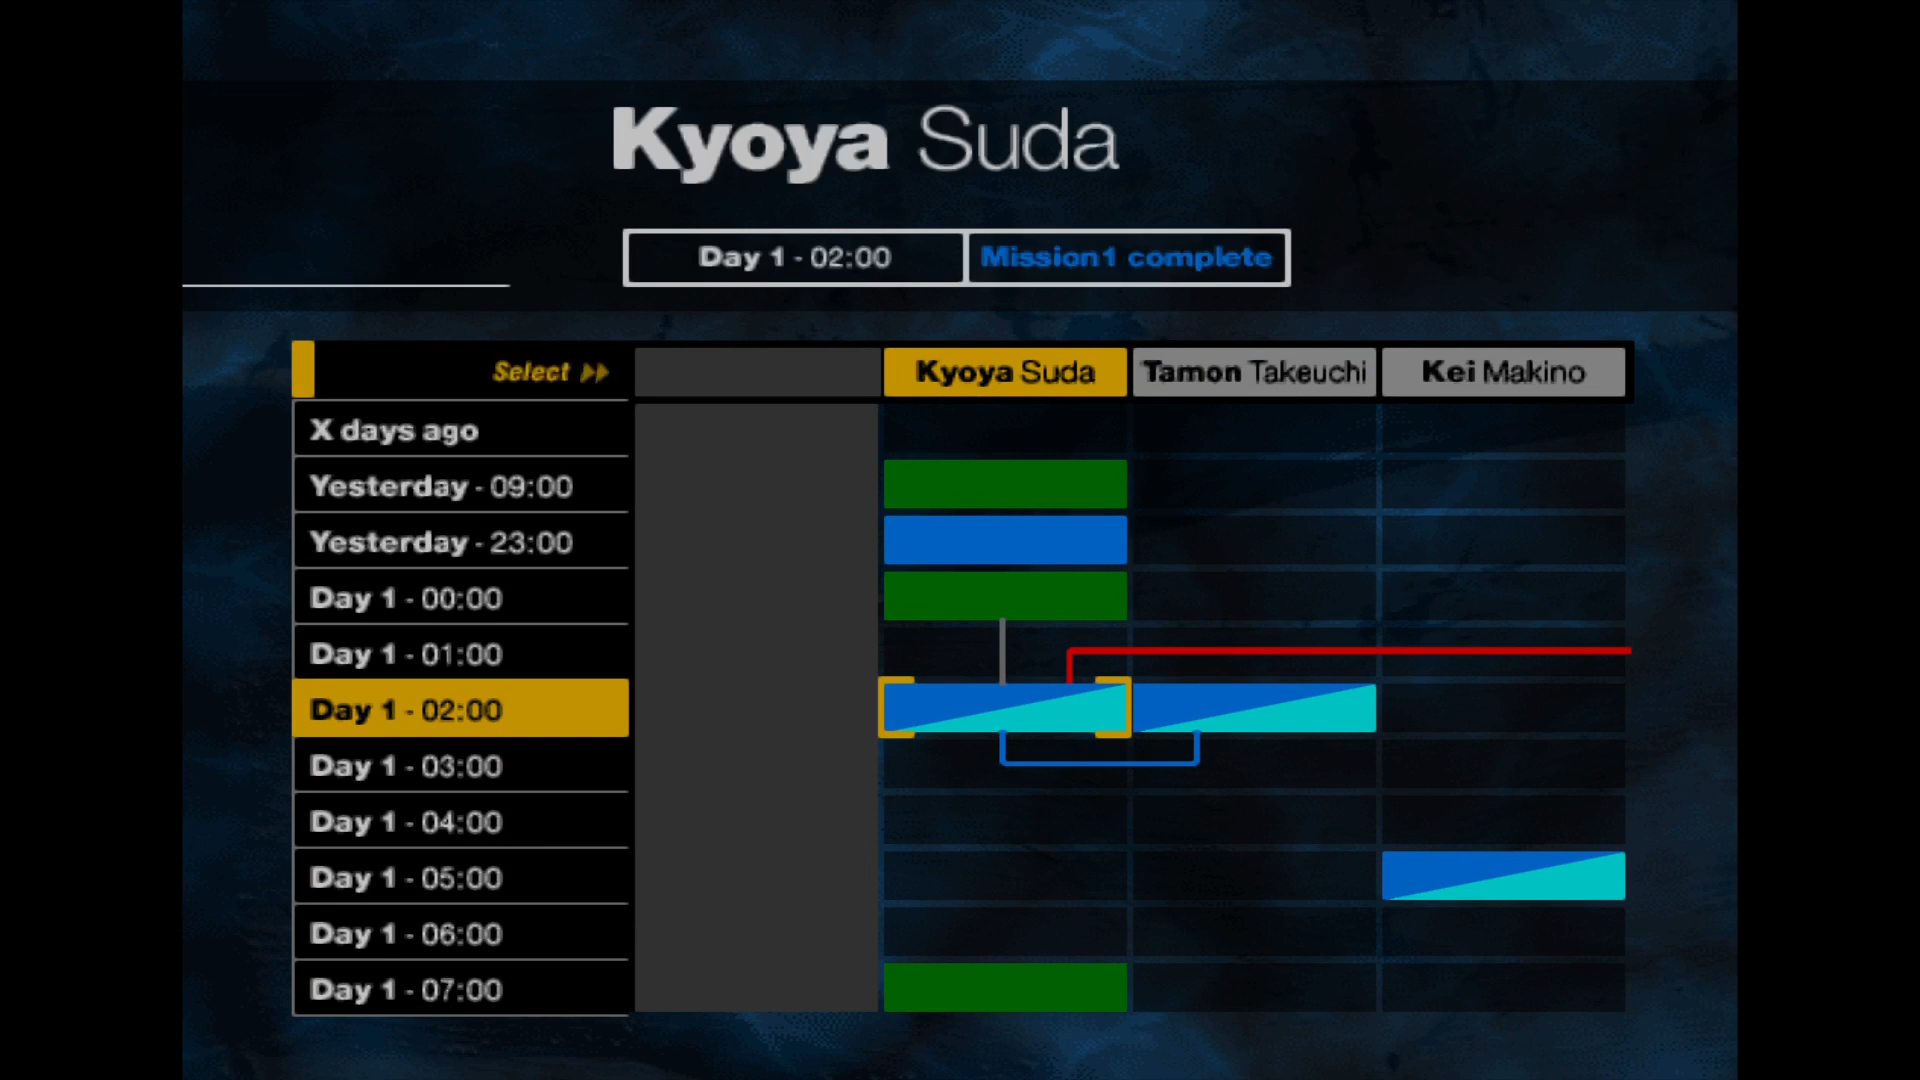 Kyoya Suda
Day 1 - 02:00 Mission1 complete
Select Kyoya Suda Tamon Takeuchi Kei Makino
X days ago
Yesterday - 09:00
Yesterday - 23:00
Day 1 - 00:00
Day 1 - 01:00
Day 1 - 02:00
Day 1 - 03:00
Day 1 - 04:00
Day 1 - 05:00
Day 1 - 06:00
Day 1 - 07:00